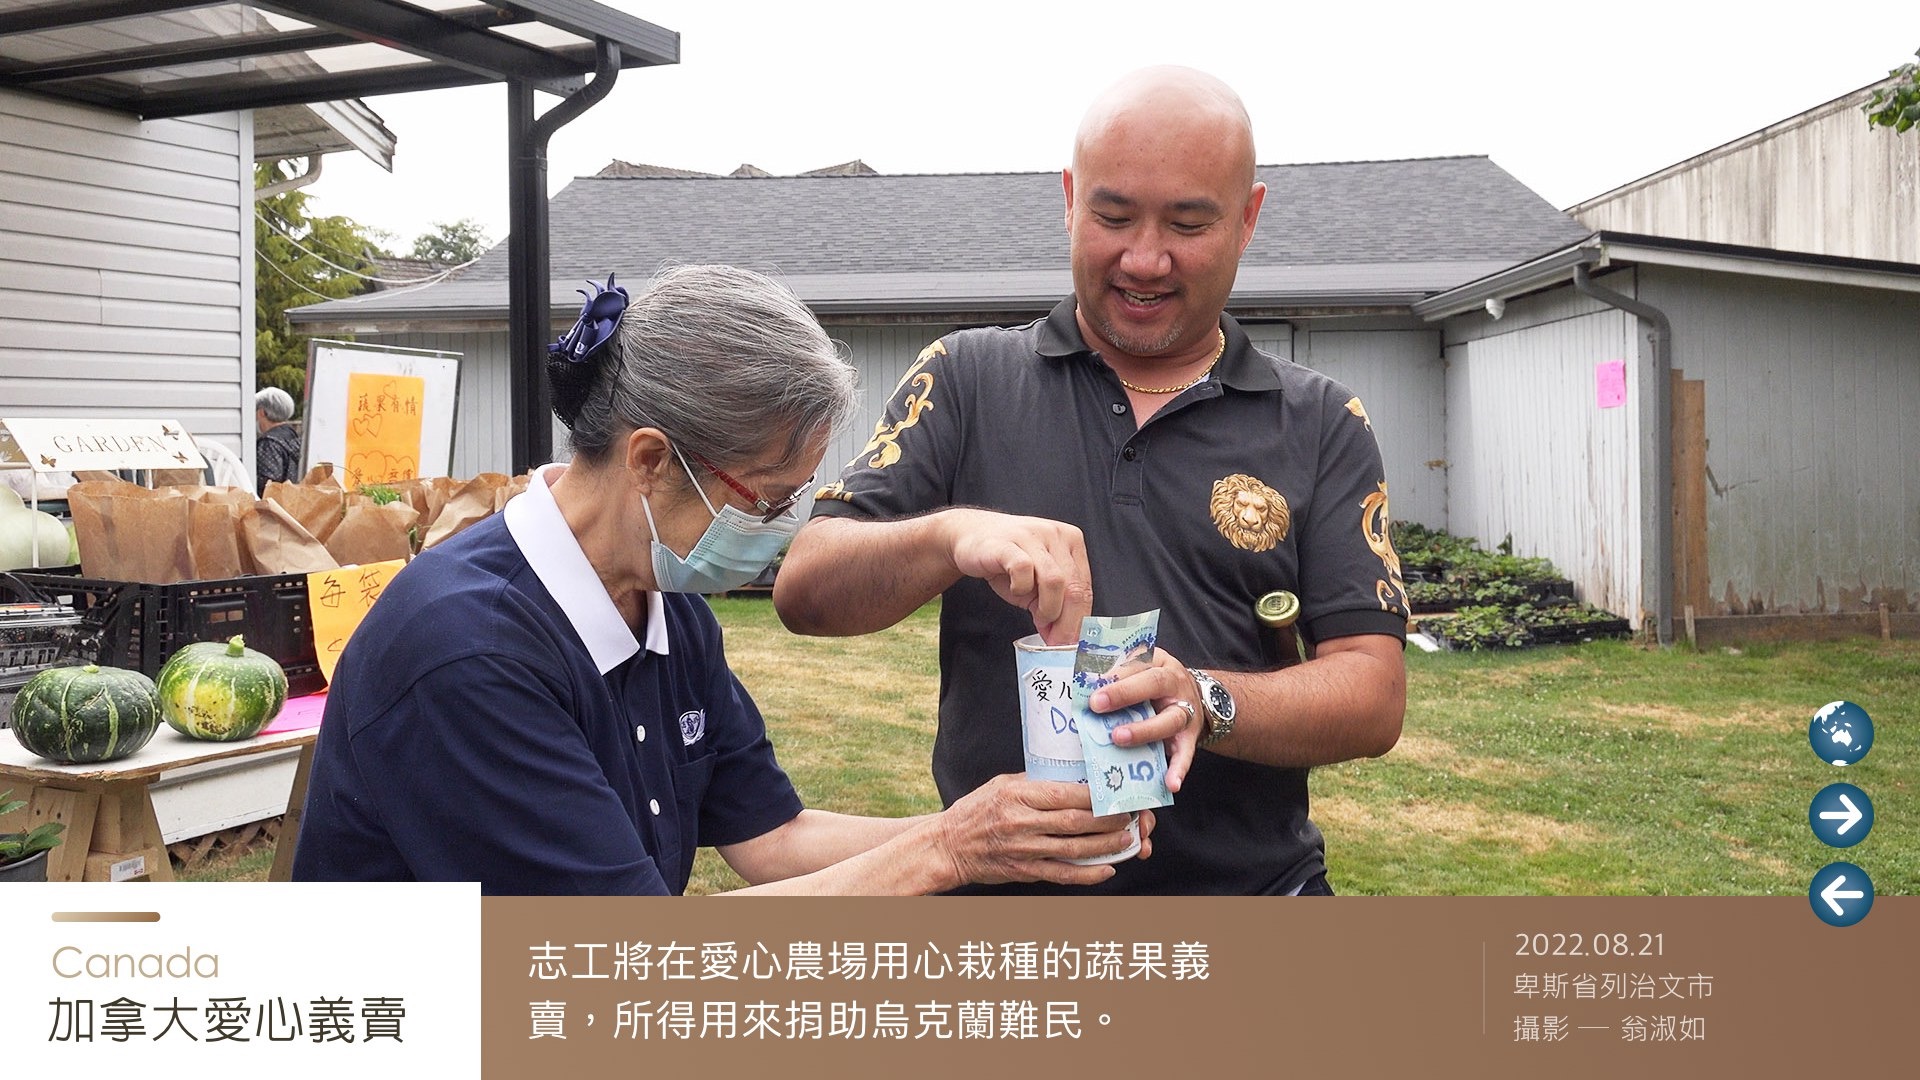 蔬果有情
GARDEN
每袋
愛心
5
Canada
加拿大愛心義賣
志工將在愛心農場用心栽種的蔬果義
賣，所得用來捐助烏克蘭難民。
2022.08.21
卑斯省列治文市
攝影 — 翁淑如